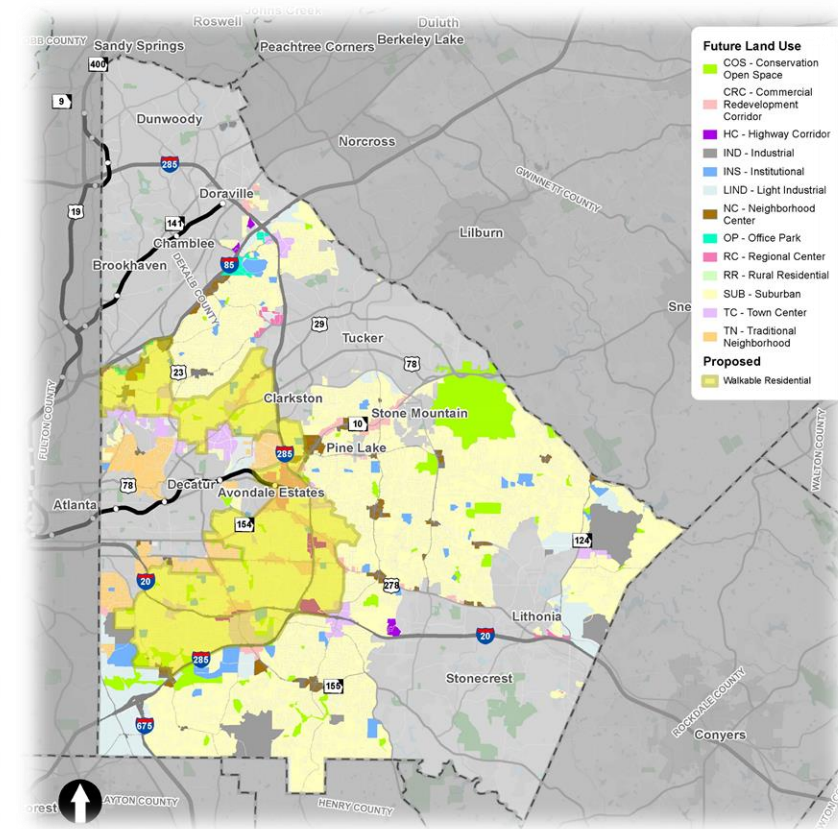 Johns Creek
Roswell
Duluth
BB COUNTY
Sandy Springs
Peachtree Corners
Berkeley Lake
400
9
Dunwoody
Norcross
285
GWINNETT COUNTY
Doraville
19
141
Chamblee
Lilburn
Brookhaven
85
DEKALB COUNTY
Sne
29
Tucker
23
78
FULTON COUNTY
Clarkston
Stone Mountain
10
285
Pine Lake
WALTON COUNTY
78
Decatur
Avondale Estates
Atlanta
154
124
20
278
Lithonia
20
285
155
Stonecrest
ROCKDALE COUNTY
675
Conyers
orest
AYTON COUNTY
HENRY COUNTY
Future Land Use
COS - Conservation
Open Space
CRC - Commercial
Redevelopment
Corridor
HC - Highway Corridor
IND - Industrial
INS - Institutional
LIND - Light Industrial
NC - Neighborhood
Center
OP - Office Park
RC - Regional Center
RR - Rural Residential
SUB - Suburban
TC - Town Center
TN - Traditional
Neighborhood
Proposed
Walkable Residential